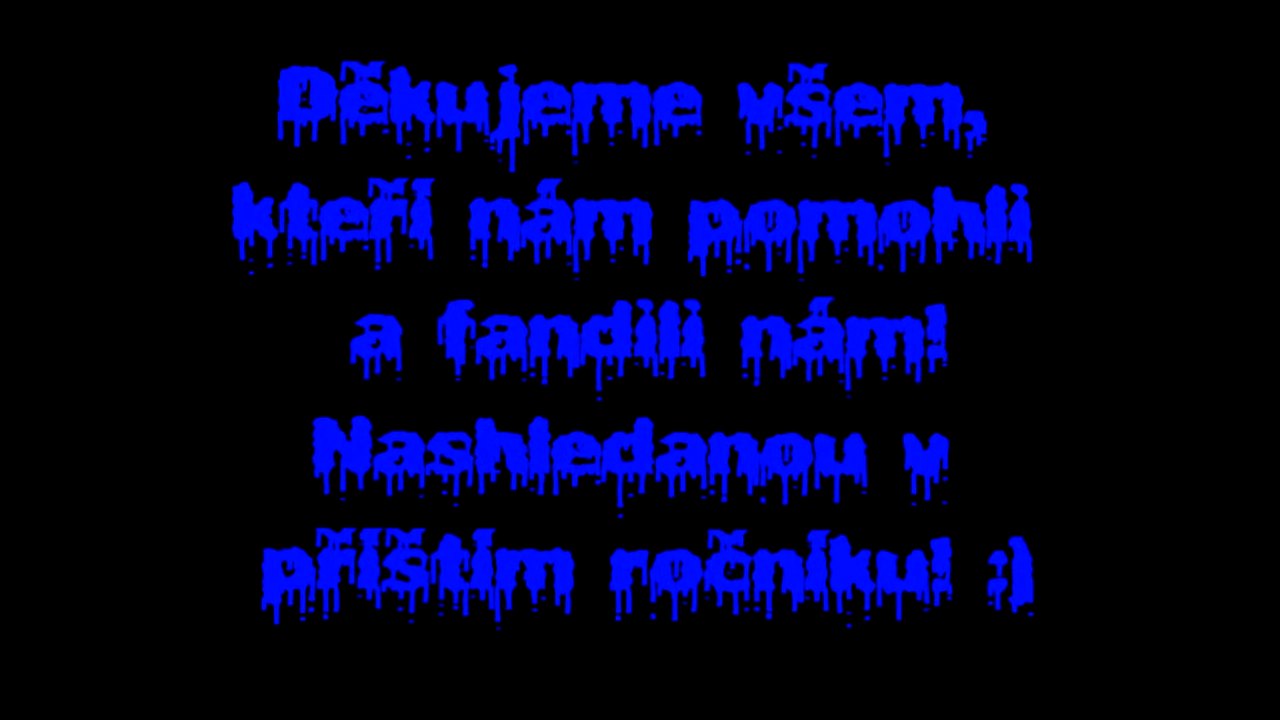 Děkujeme všem,
kteří nám pomohli
a fandili nám!
Nashledanou v
příštím ročníku! :)